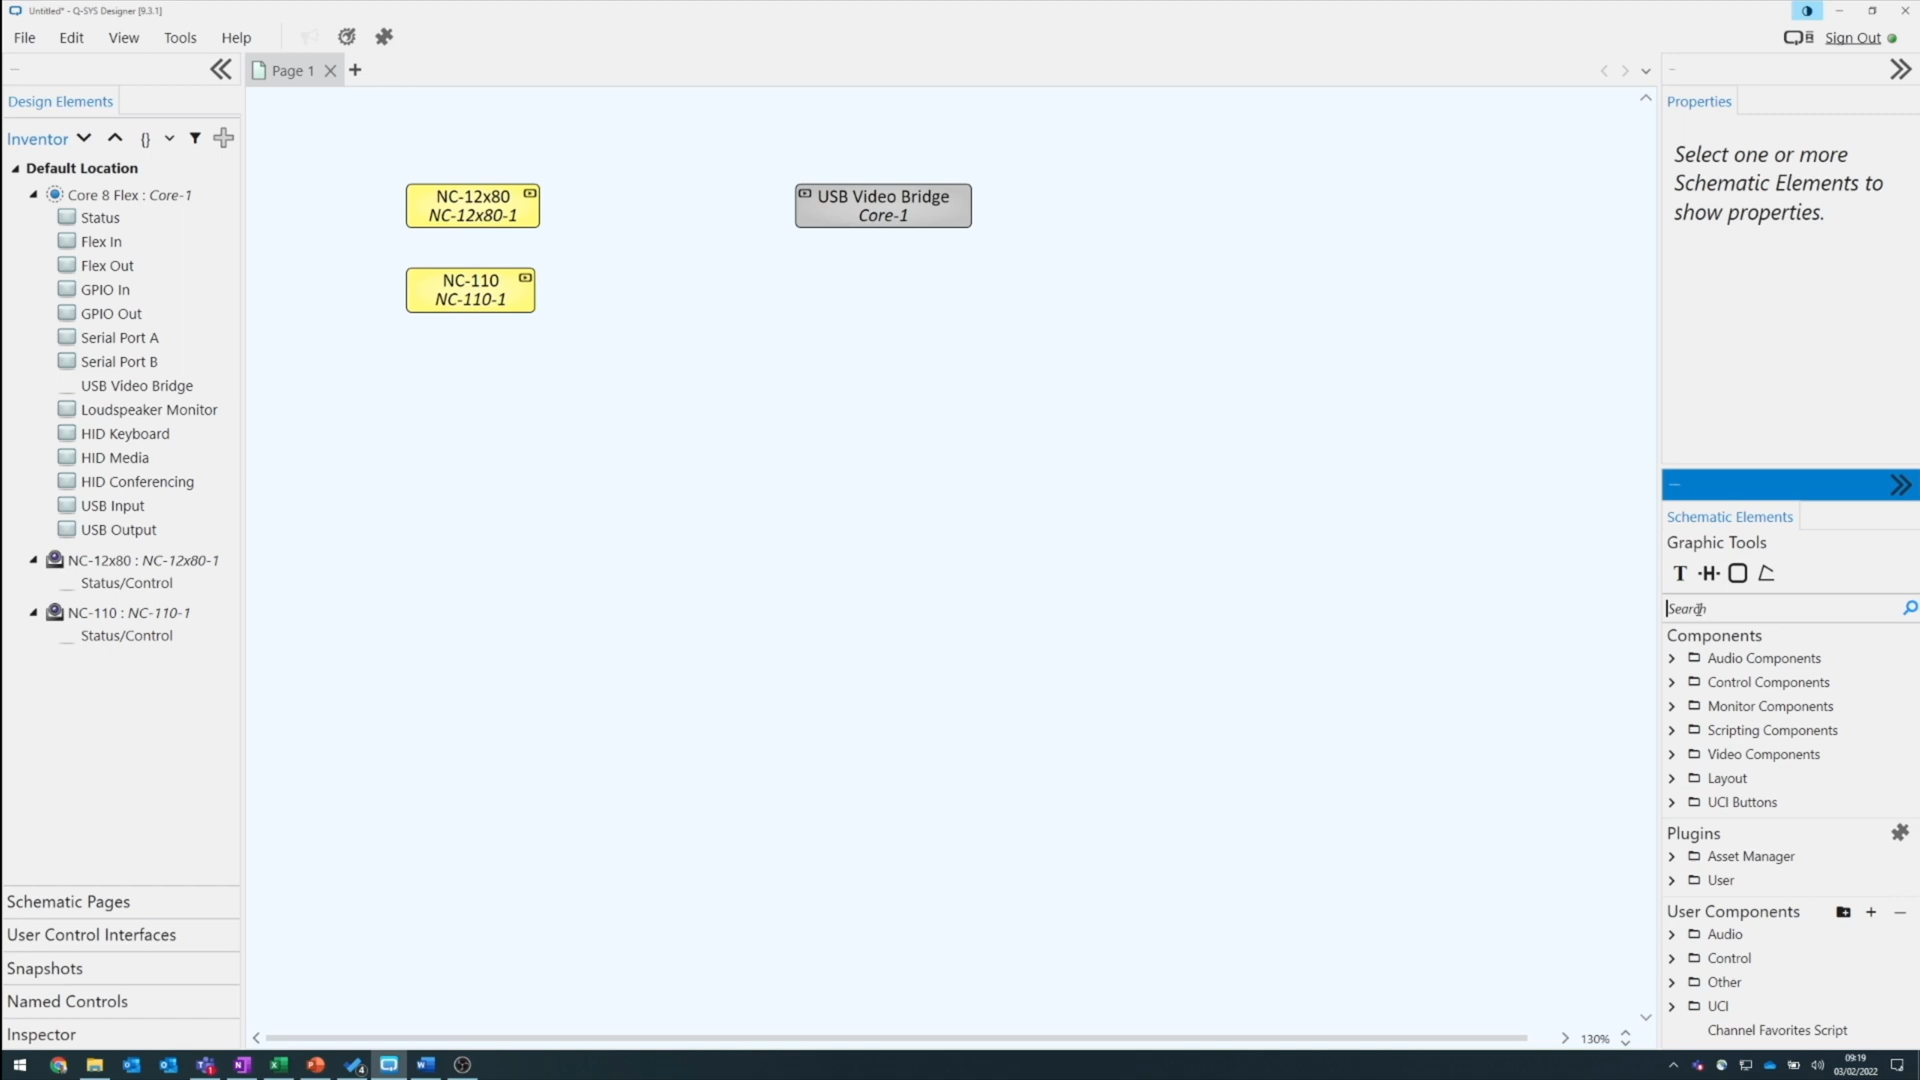 Untitled* - Q-SYS Designer [9.3.1]
File Edit View Tools Help
Sign Out
Page 1
Design Elements
Inventor
{}
Default Location
Core 8 Flex : Core-1
Status
Flex In
Flex Out
GPIO In
GPIO Out
Serial Port A
Serial Port B
USB Video Bridge
Loudspeaker Monitor
HID Keyboard
HID Media
HID Conferencing
USB Input
USB Output
NC-12x80 : NC-12x80-1
Status/Control
NC-110 : NC-110-1
Status/Control
Schematic Pages
User Control Interfaces
Snapshots
Named Controls
Inspector
NC-12x80
NC-12x80-1
NC-110
NC-110-1
USB Video Bridge
Core-1
130%
Properties
Select one or more
Schematic Elements to
show properties.
Schematic Elements
Graphic Tools
T H
Search
Components
Audio Components
Control Components
Monitor Components
Scripting Components
Video Components
Layout
UCI Buttons
Plugins
Asset Manager
User
User Components
Audio
Control
Other
UCI
Channel Favorites Script
09:19
03/02/2022